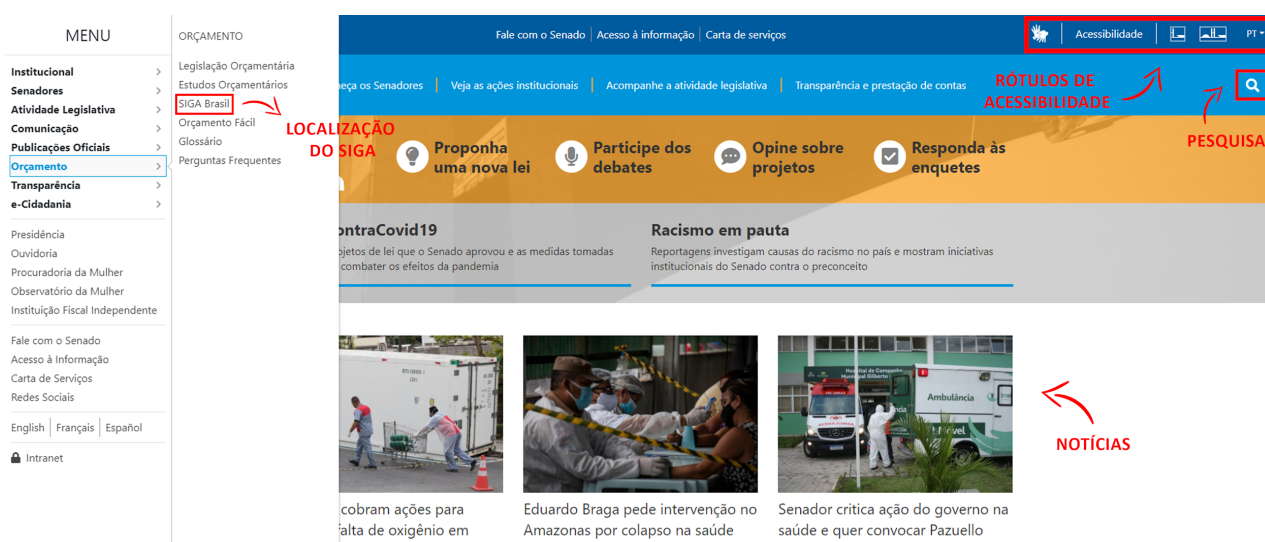 MENU
Institucional
Senadores
Atividade Legislativa
Comunicação
Publicações Oficiais
Orçamento
Transparência
e-Cidadania
Presidência
Ouvidoria
Procuradoria da Mulher
Observatório da Mulher
Instituição Fiscal Independente
Fale com o Senado
Acesso à Informação
Carta de Serviços
Redes Sociais
English | Français | Español
Intranet
ORÇAMENTO
Legislação Orçamentária
Estudos Orçamentários
SIGA Brasil
Orçamento Fácil
Glossário
Perguntas Frequentes
LOCALIZAÇÃO
DO SIGA
Fale com o Senado | Acesso à informação | Carta de serviços
Acessibilidade
PT
os Senadores | Veja as ações institucionais | Acompanhe a atividade legislativa | Transparência e prestação de contas
RÓTULOS DE
ACESSIBILIDADE
PESQUISA
Proponha
uma nova lei
Participe dos
debates
Opine sobre
projetos
Responda às
enquetes
ontraCovid19
ojetos de lei que o Senado aprovou e as medidas tomadas
combater os efeitos da pandemia
Racismo em pauta
Reportagens investigam causas do racismo no país e mostram iniciativas
institucionais do Senado contra o preconceito
Hospital de Campanha
Municipal Gilberto
Ambulância
NOTÍCIAS
cobram ações para
falta de oxigênio em
Eduardo Braga pede intervenção no
Amazonas por colapso na saúde
Senador critica ação do governo na
saúde e quer convocar Pazuello